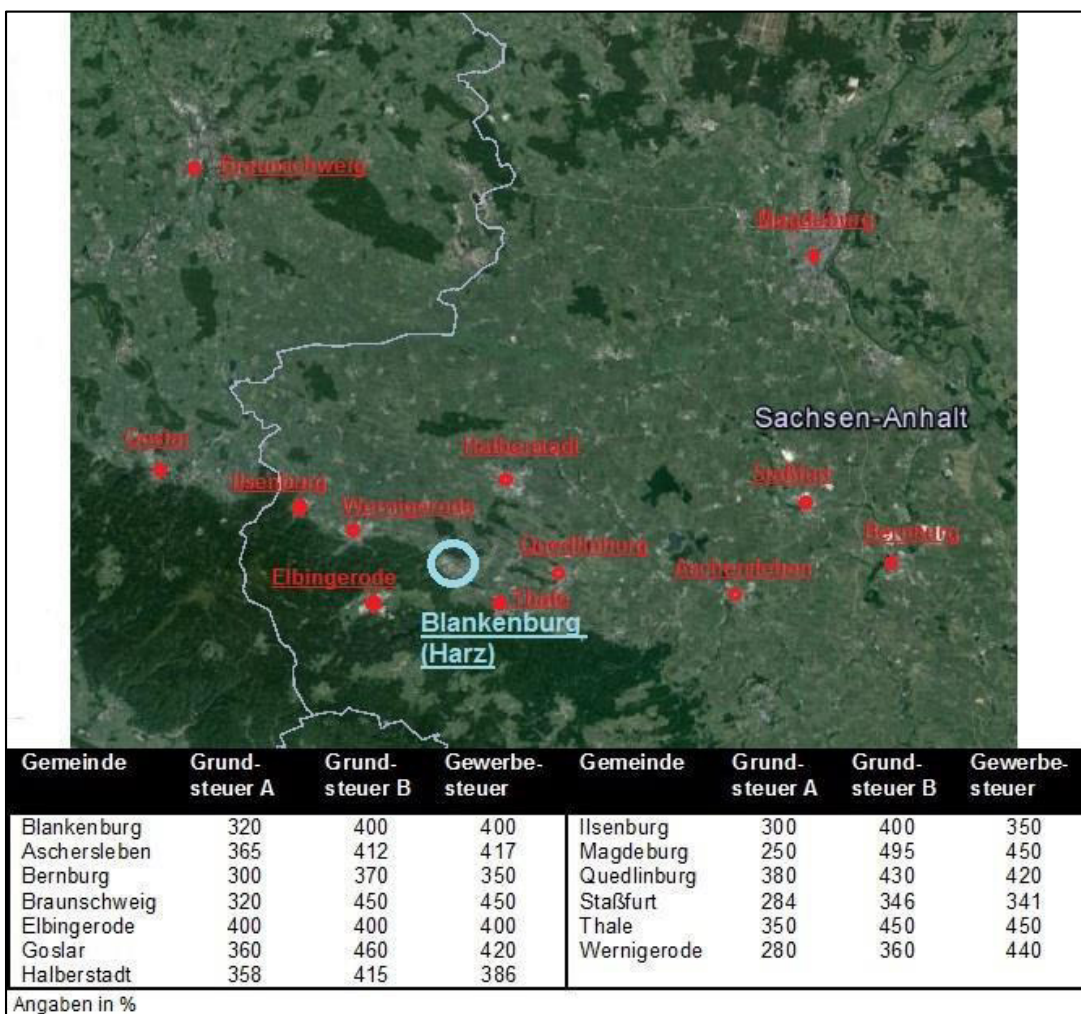 Braunschweig
Magdeburg
Sachsen-Anhalt
Goslar
Halberstadt
Ilsenburg
Staßfurt
Wernigerode
Bernburg
Quedlinburg
Elbingerode
Aschersleben
Thale
Blankenburg
(Harz)
Gemeinde Grund- Grund- Gewerbe- Gemeinde Grund- Grund- Gewerbe-
steuer A steuer B steuer steuer A steuer B steuer
Blankenburg 320 400 400 Ilsenburg 300 400 350
Aschersleben 365 412 417 Magdeburg 250 495 450
Bernburg 300 370 350 Quedlinburg 380 430 420
Braunschweig 320 450 450 Staßfurt 284 346 341
Elbingerode 400 400 400 Thale 350 450 450
Goslar 360 460 420 Wernigerode 280 360 440
Halberstadt 358 415 386
Angaben in %